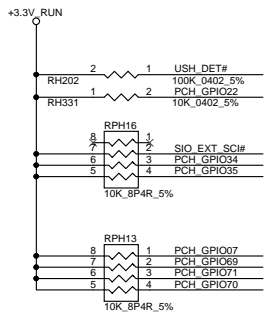 +3.3V_RUN
2 1 USH_DET#
RH202 100K_0402_5%
1 2 PCH_GPIO22
RH331 10K_0402_5%
RPH16
8 1
7 2 SIO_EXT_SCI#
6 3 PCH_GPIO34
5 4 PCH_GPIO35
10K_8P4R_5%
RPH13
8 1 PCH_GPIO07
7 2 PCH_GPIO69
6 3 PCH_GPIO71
5 4 PCH_GPIO70
10K_8P4R_5%